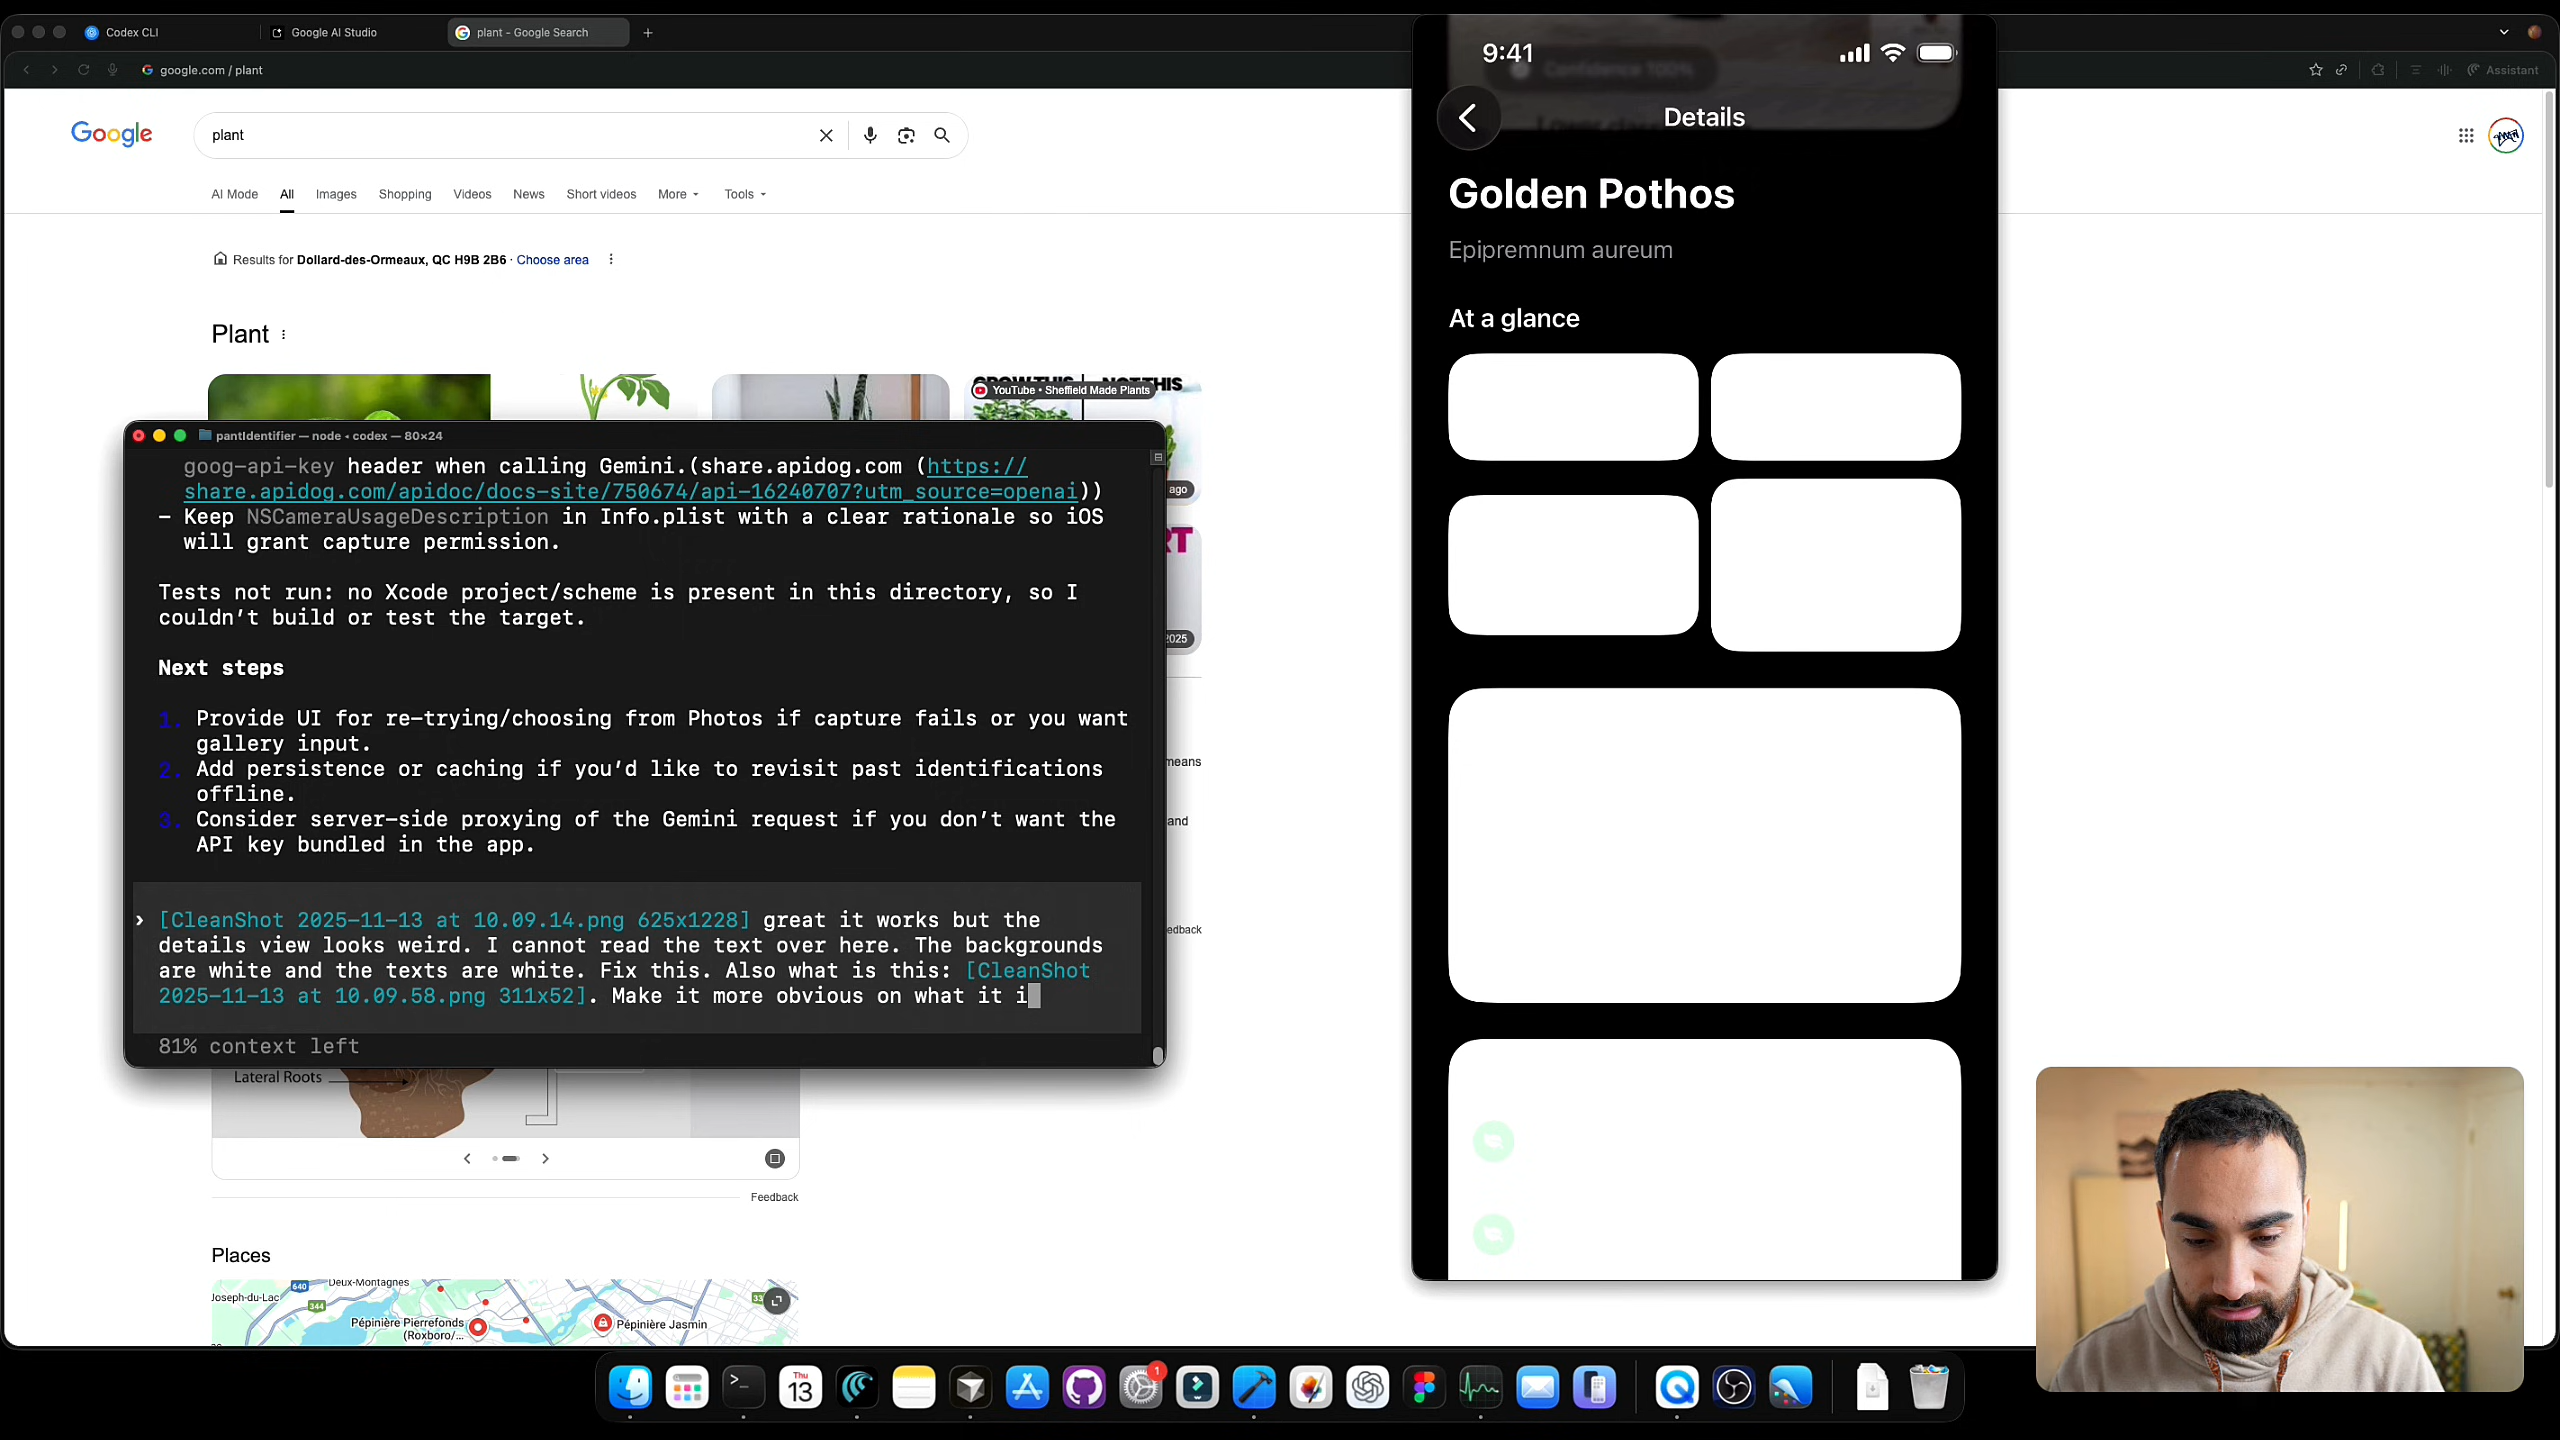 Codex CLI
Google AI Studio
plant - Google Search
google.com / plant
Assistant
Google
plant
AI Mode
All
Images
Shopping
Videos
News
Short videos
More
Tools
Results for Dollard-des-Ormeaux, QC H9B 2B6 · Choose area
Plant
YouTube • Sheffield Made Plants
ago
2025
means
and
edback
pantIdentifier — node ◂ codex — 80×24
goog-api-key header when calling Gemini.(share.apidog.com (https://
share.apidog.com/apidoc/docs-site/750674/api-16240707?utm_source=openai))
– Keep NSCameraUsageDescription in Info.plist with a clear rationale so iOS
will grant capture permission.
Tests not run: no Xcode project/scheme is present in this directory, so I
couldn’t build or test the target.
Next steps
1. Provide UI for re-trying/choosing from Photos if capture fails or you want
gallery input.
2. Add persistence or caching if you’d like to revisit past identifications
offline.
3. Consider server-side proxying of the Gemini request if you don’t want the
API key bundled in the app.
› [CleanShot 2025-11-13 at 10.09.14.png 625x1228] great it works but the
details view looks weird. I cannot read the text over here. The backgrounds
are white and the texts are white. Fix this. Also what is this: [CleanShot
2025-11-13 at 10.09.58.png 311x52]. Make it more obvious on what it i
81% context left
Lateral Roots
Feedback
Places
Deux-Montagnes
640
Joseph-du-Lac
344
Pépinière Pierrefonds
(Roxboro/...
Pépinière Jasmin
9:41
Confidence 100%
Details
Golden Pothos
Epipremnum aureum
At a glance
Thu
13
1